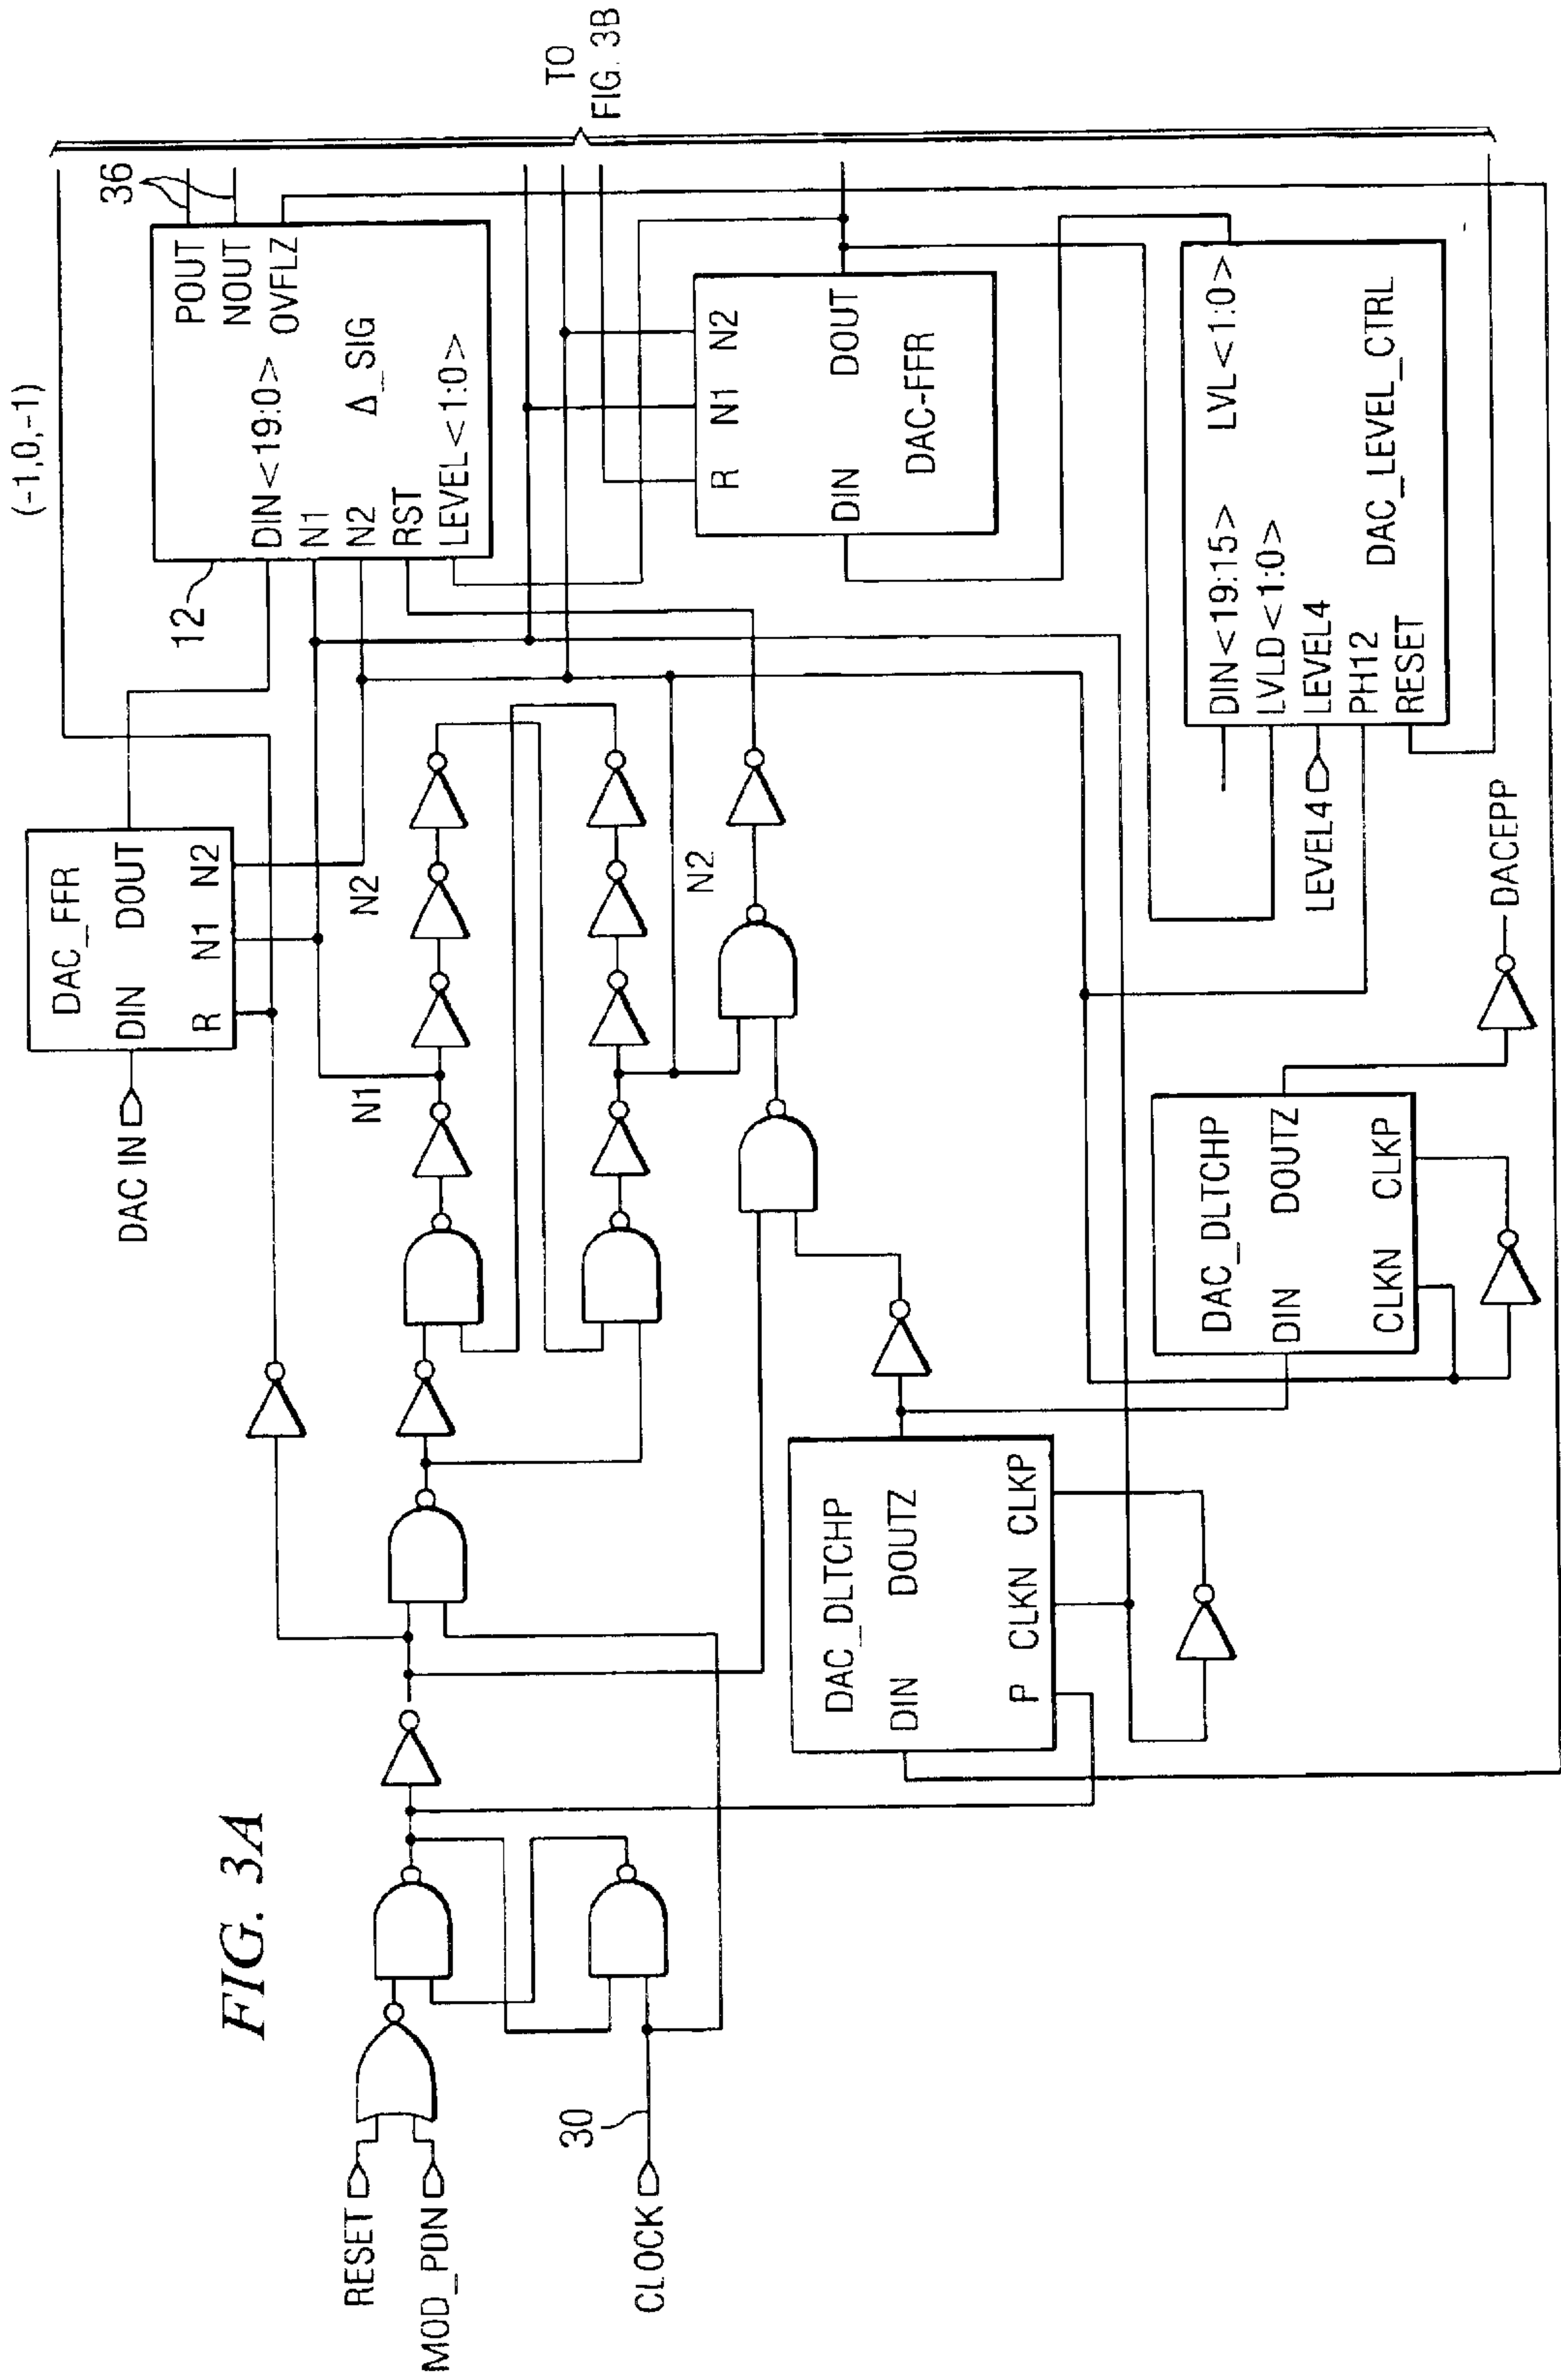 FIG. 3A
RESET
MOD_PDN
CLOCK
30
DAC IN
DAC_FFR
DIN DOUT
R N1 N2
N1
N2
N2
(-1,0,-1)
12
36
POUT
NOUT
OVFLZ
DIN<19:0>
N1
N2
RST
LEVEL<1:0>
Δ_SIG
TO
FIG. 3B
R N1 N2
DIN DOUT
DAC-FFR
DAC_DLTCHP
DIN DOUTZ
P CLKN CLKP
DAC_DLTCHP
DIN DOUTZ
CLKN CLKP
DACEPP
LEVEL4
DIN<19:15> LVL<1:0>
LVLD<1:0>
LEVEL4
PH12
RESET
DAC_LEVEL_CTRL